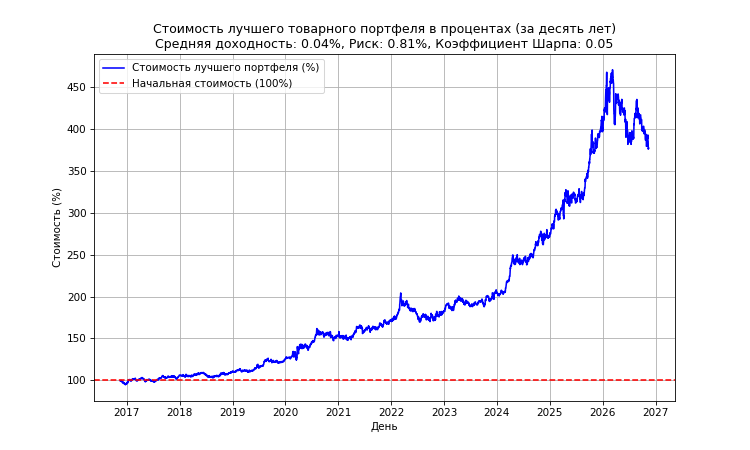 Стоимость лучшего товарного портфеля в процентах (за десять лет)
Средняя доходность: 0.04%, Риск: 0.81%, Коэффициент Шарпа: 0.05
Стоимость лучшего портфеля (%)
Начальная стоимость (100%)
Стоимость (%)
450
400
350
300
250
200
150
100
2017 2018 2019 2020 2021 2022 2023 2024 2025 2026 2027
День